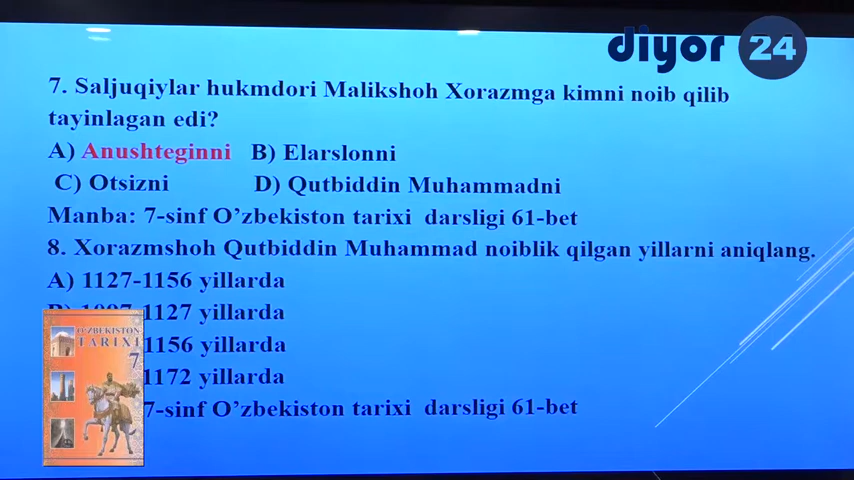 diyor 24
7. Saljuqiylar hukmdori Malikshoh Xorazmga kimni noib qilib
tayinlagan edi?
A) Anushteginni B) Elarslonni
C) Otsizni D) Qutbiddin Muhammadni
Manba: 7-sinf O’zbekiston tarixi darsligi 61-bet
8. Xorazmshoh Qutbiddin Muhammad noiblik qilgan yillarni aniqlang.
A) 1127-1156 yillarda
B) 1097-1127 yillarda
1156 yillarda
1172 yillarda
7-sinf O’zbekiston tarixi darsligi 61-bet
O'ZBEKISTON
TARIXI
7